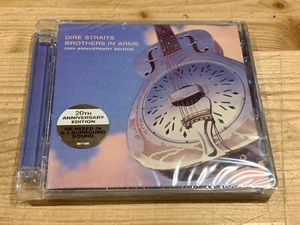 DIRE STRAITS
BROTHERS IN ARMS
20TH ANNIVERSARY EDITION
20TH
ANNIVERSARY
EDITION
RE-MIXED IN
5.1 SURROUND
SOUND